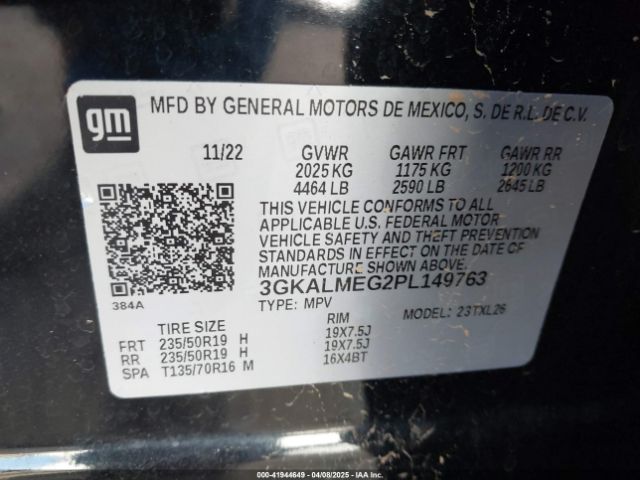 gm
MFD BY GENERAL MOTORS DE MEXICO, S. DE R.L. DE C.V.
11/22 GVWR GAWR FRT GAWR RR
2025 KG 1175 KG 1200 KG
4464 LB 2590 LB 2645 LB
THIS VEHICLE CONFORMS TO ALL
APPLICABLE U.S. FEDERAL MOTOR
VEHICLE SAFETY AND THEFT PREVENTION
STANDARDS IN EFFECT ON THE DATE OF
MANUFACTURE SHOWN ABOVE.
3GKALMEG2PL149763
384A
TYPE: MPV MODEL: 23TXL26
TIRE SIZE RIM
FRT 235/50R19 H 19X7.5J
RR 235/50R19 H 19X7.5J
SPA T135/70R16 M 16X4BT
000-41944649 04/08/2025 COPYRIGHT IAA, LLC